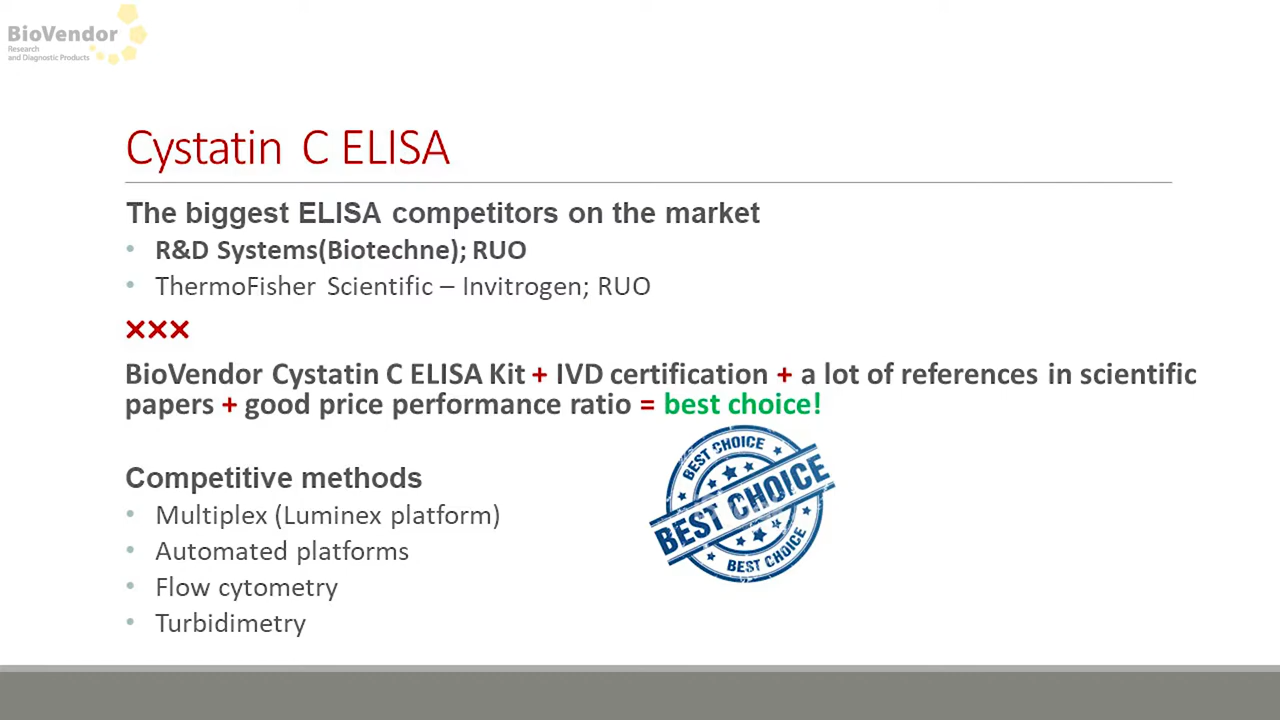 BioVendor
Research
and Diagnostic Products
Cystatin C ELISA
The biggest ELISA competitors on the market
• R&D Systems(Biotechne); RUO
• ThermoFisher Scientific – Invitrogen; RUO
×××
BioVendor Cystatin C ELISA Kit + IVD certification + a lot of references in scientific
papers + good price performance ratio = best choice!
BEST CHOICE
BEST CHOICE
BEST CHOICE
Competitive methods
• Multiplex (Luminex platform)
• Automated platforms
• Flow cytometry
• Turbidimetry